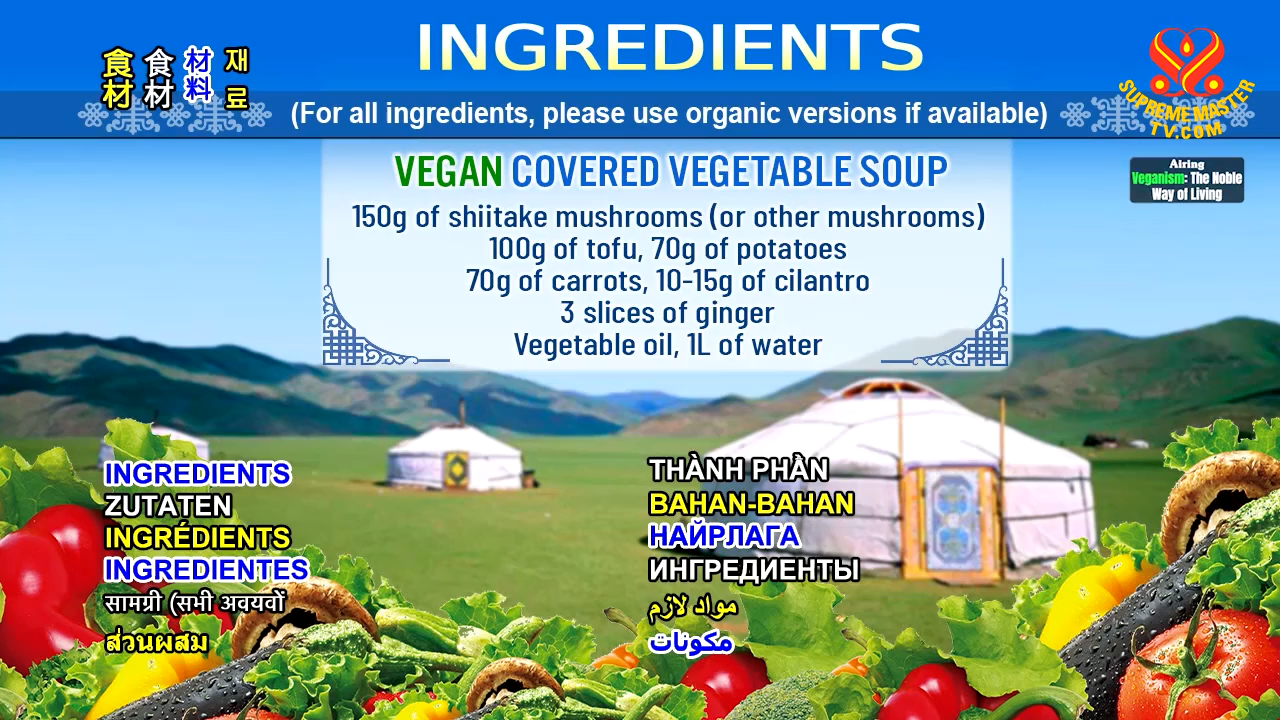 INGREDIENTS
食材
食材
材料
재료
(For all ingredients, please use organic versions if available)
SUPREME MASTER
TV.COM
Airing
Veganism: The Noble
Way of Living
VEGAN COVERED VEGETABLE SOUP
150g of shiitake mushrooms (or other mushrooms)
100g of tofu, 70g of potatoes
70g of carrots, 10-15g of cilantro
3 slices of ginger
Vegetable oil, 1L of water
INGREDIENTS
ZUTATEN
INGRÉDIENTS
INGREDIENTES
सामग्री (सभी अवयवों
ส่วนผสม
THÀNH PHẦN
BAHAN-BAHAN
НАЙРЛАГА
ИНГРЕДИЕНТЫ
مواد لازم
مكونات